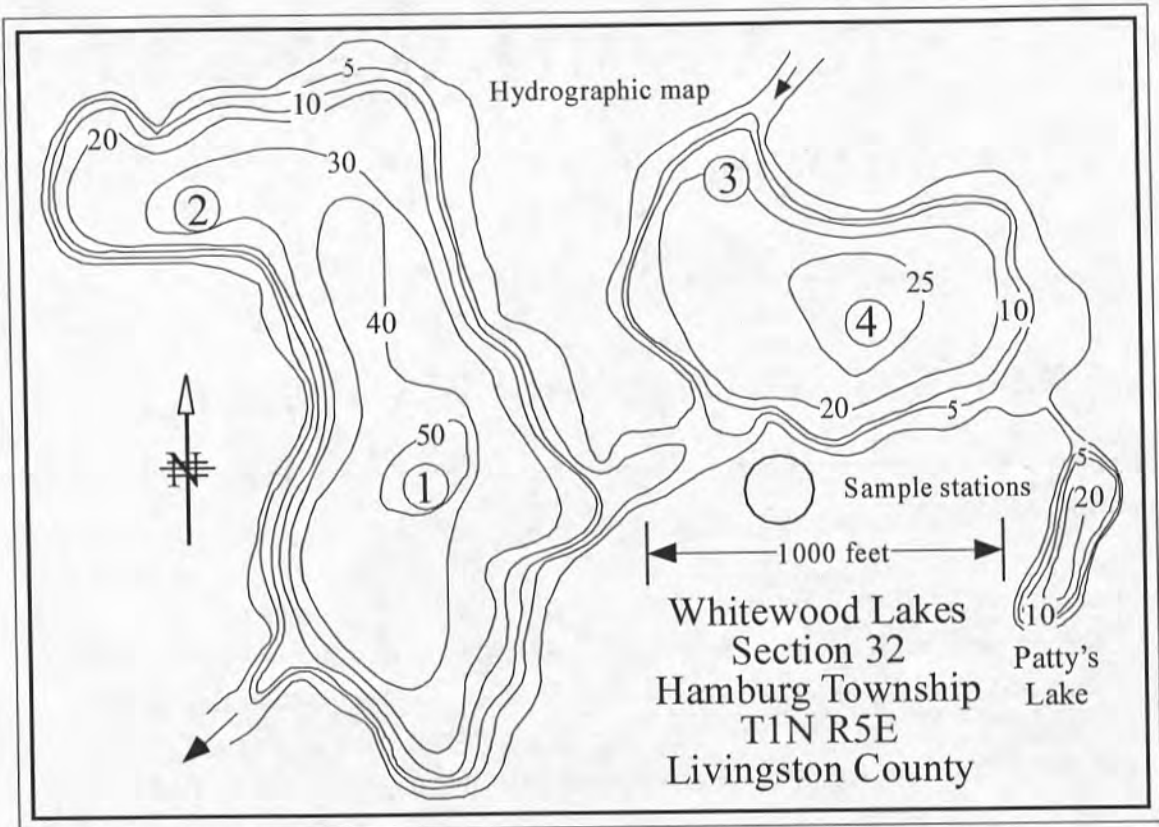 Hydrographic map
5
10
20
30
2
3
25
4
10
40
20
5
50
1
N
5
20
Sample stations
1000 feet
10
Whitewood Lakes
Section 32
Hamburg Township
T1N R5E
Livingston County
Patty's
Lake